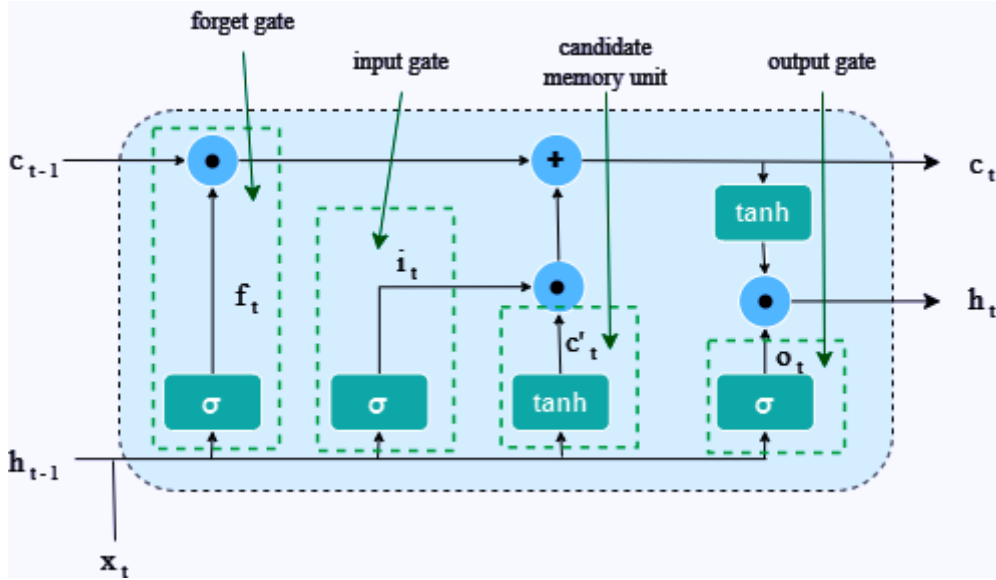 forget gate
input gate
candidate
memory unit
output gate
c t-1
+
c t
tanh
i t
f t
h t
c' t
o t
σ
σ
tanh
σ
h t-1
x t